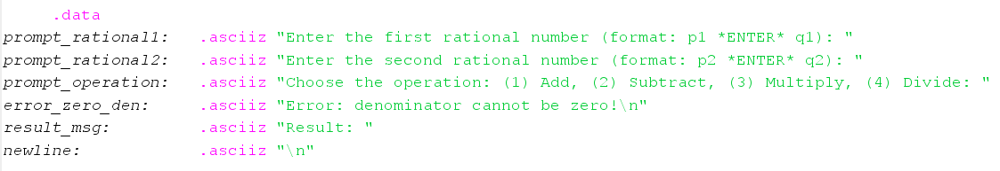 .data
prompt_rational1: .asciiz "Enter the first rational number (format: p1 *ENTER* q1): "
prompt_rational2: .asciiz "Enter the second rational number (format: p2 *ENTER* q2): "
prompt_operation: .asciiz "Choose the operation: (1) Add, (2) Subtract, (3) Multiply, (4) Divide: "
error_zero_den: .asciiz "Error: denominator cannot be zero!\n"
result_msg: .asciiz "Result: "
newline: .asciiz "\n"